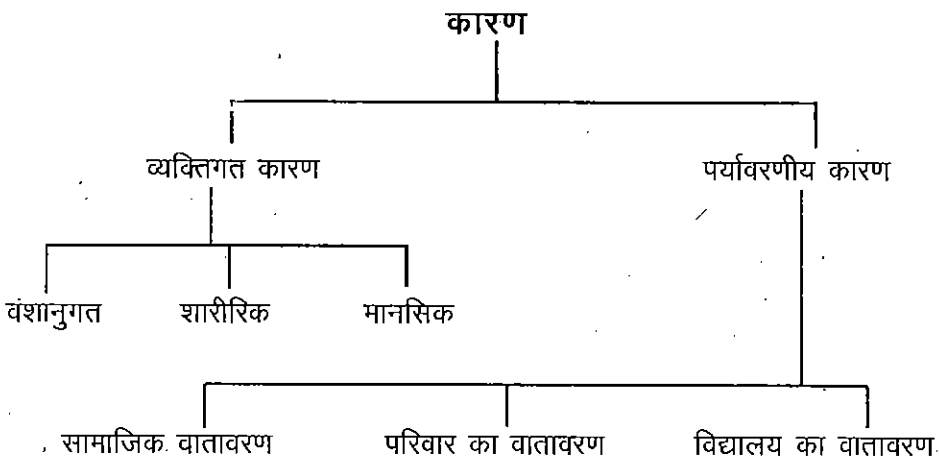 कारण
व्यक्तिगत कारण पर्यावरणीय कारण
वंशानुगत शारीरिक मानसिक
सामाजिक वातावरण परिवार का वातावरण विद्यालय का वातावरण